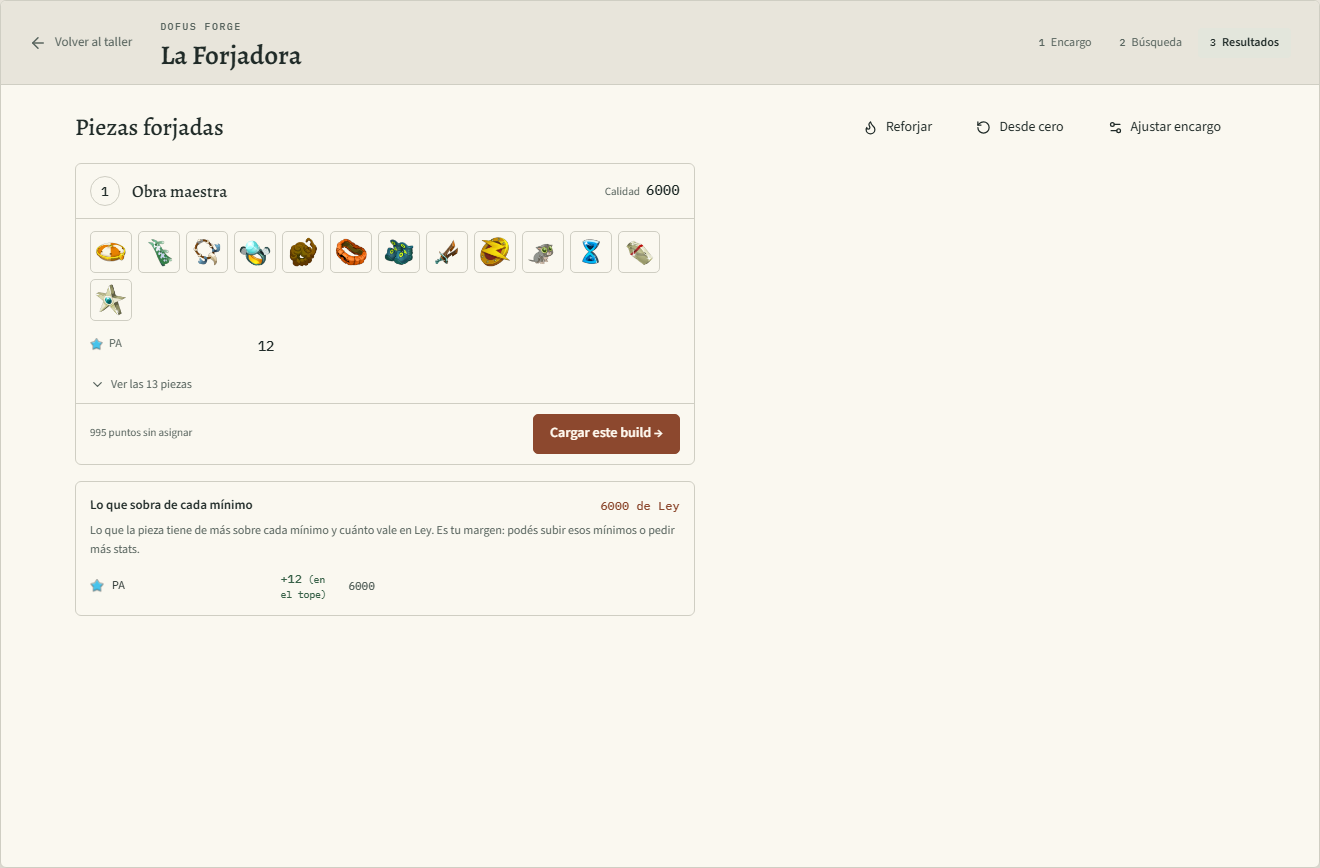 Volver al taller
DOFUS FORGE
La Forjadora
1 Encargo
2 Búsqueda
3 Resultados
Piezas forjadas
Reforjar
Desde cero
Ajustar encargo
1
Obra maestra
Calidad 6000
PA 12
Ver las 13 piezas
995 puntos sin asignar
Cargar este build →
Lo que sobra de cada mínimo
6000 de Ley
Lo que la pieza tiene de más sobre cada mínimo y cuánto vale en Ley. Es tu margen: podés subir esos mínimos o pedir
más stats.
PA
+12 (en
el tope)
6000